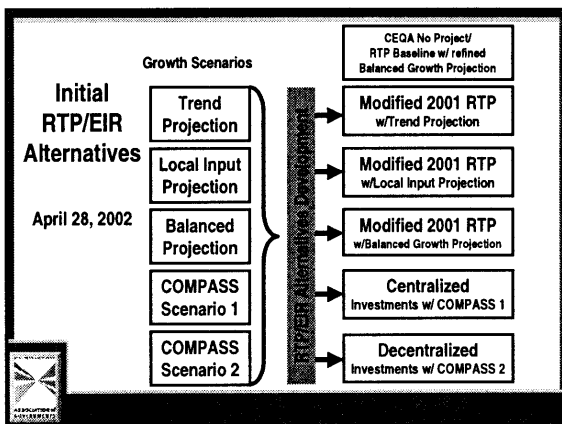 Initial
RTP/EIR
Alternatives
April 28, 2002
Growth Scenarios
Trend
Projection
Local Input
Projection
Balanced
Projection
COMPASS
Scenario 1
COMPASS
Scenario 2
RTP/EIR Alternatives Development
CEQA No Project/
RTP Baseline w/ refined
Balanced Growth Projection
Modified 2001 RTP
w/Trend Projection
Modified 2001 RTP
w/Local Input Projection
Modified 2001 RTP
w/Balanced Growth Projection
Centralized
Investments w/ COMPASS 1
Decentralized
Investments w/ COMPASS 2
ASSOCIATION of
GOVERNMENTS